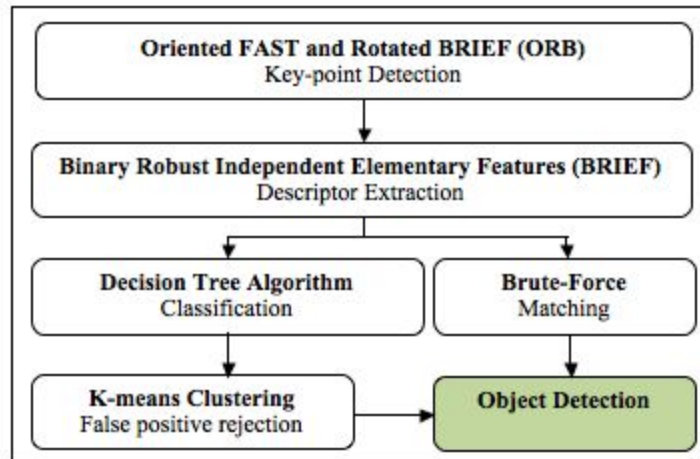 Oriented FAST and Rotated BRIEF (ORB)
Key-point Detection
Binary Robust Independent Elementary Features (BRIEF)
Descriptor Extraction
Decision Tree Algorithm
Classification
Brute-Force
Matching
K-means Clustering
False positive rejection
Object Detection